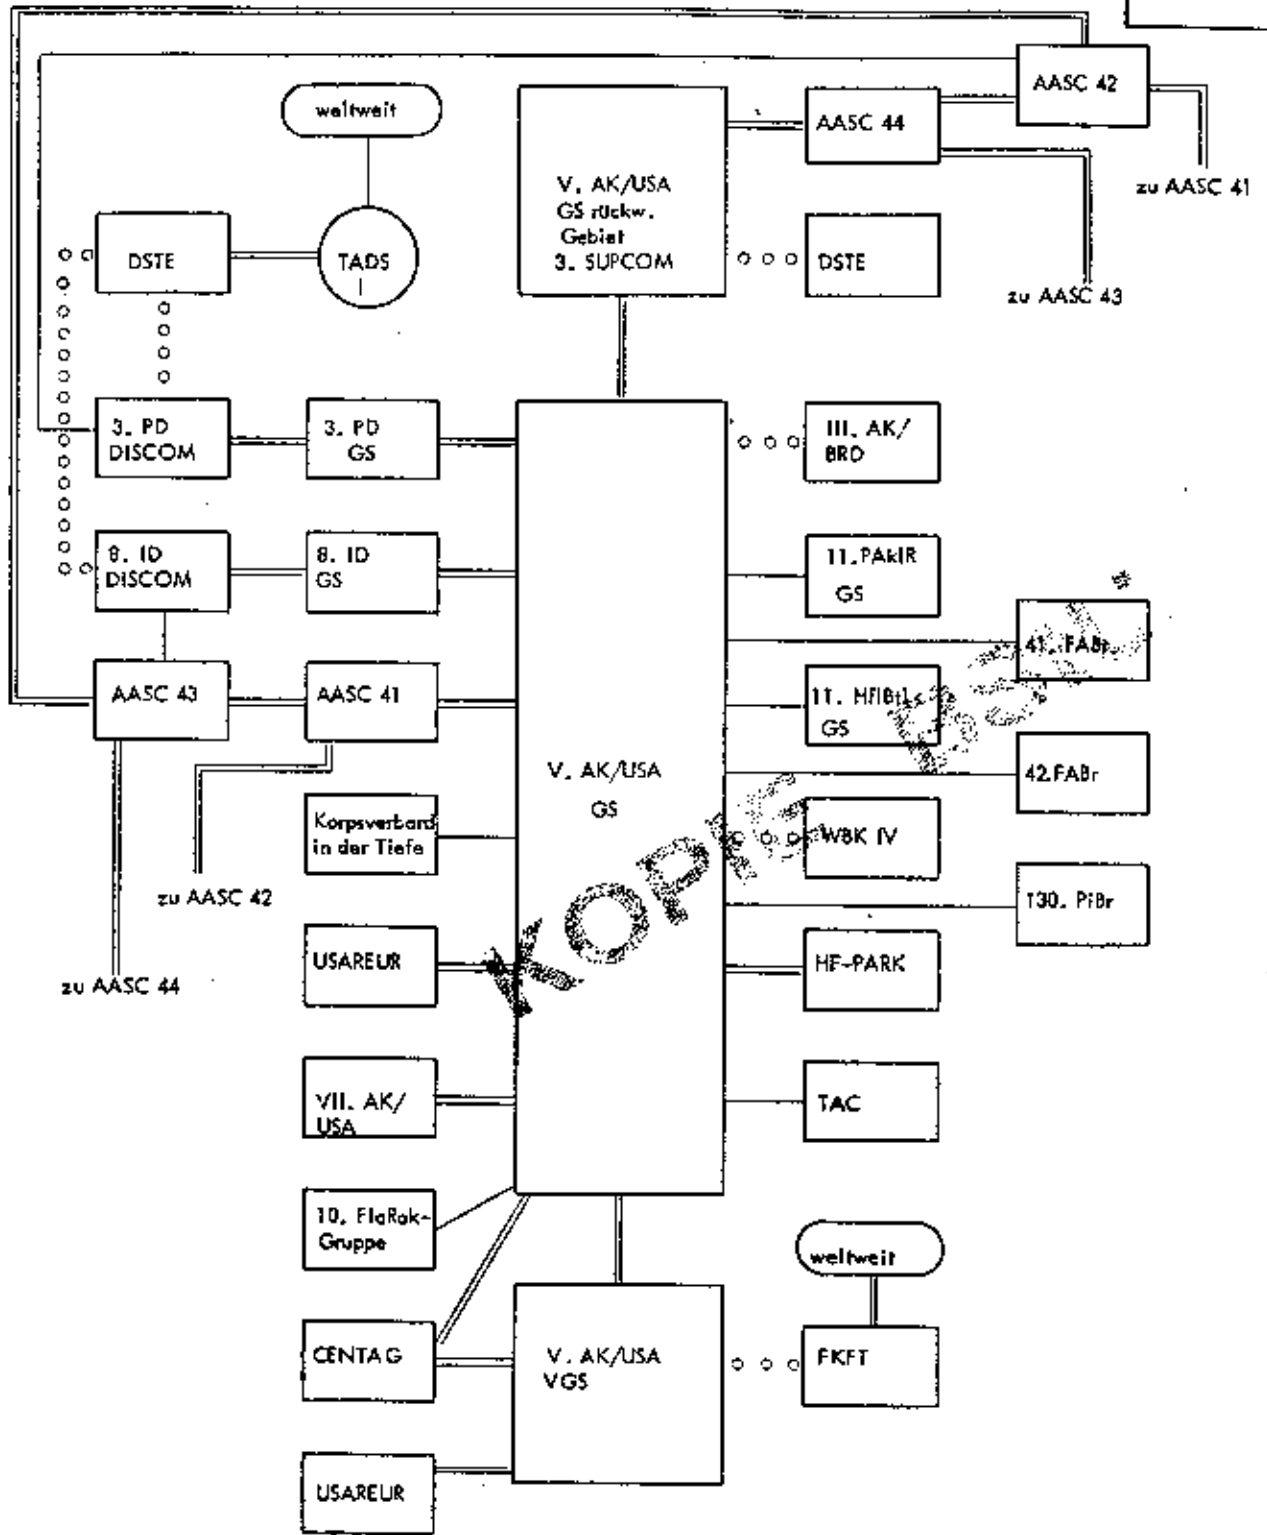 AASC 42
weltweit
AASC 44
V. AK/USA
GS rückw.
Gebiet
3. SUPCOM
zu AASC 41
DSTE
TADS
DSTE
zu AASC 43
3. PD
DISCOM
3. PD
GS
III. AK/
BRD
8. ID
DISCOM
8. ID
GS
11. PAklR
GS
41. FABr.
AASC 43
AASC 41
11. HFlBtl
GS
V. AK/USA
GS
42. FABr
Korpsverband
in der Tiefe
WBK IV
zu AASC 42
130. PiBr
USAREUR
HF-PARK
zu AASC 44
VII. AK/
USA
TAC
10. FlaRak-
Gruppe
weltweit
CENTAG
V. AK/USA
VGS
FKFT
USAREUR
KOPIE BStU